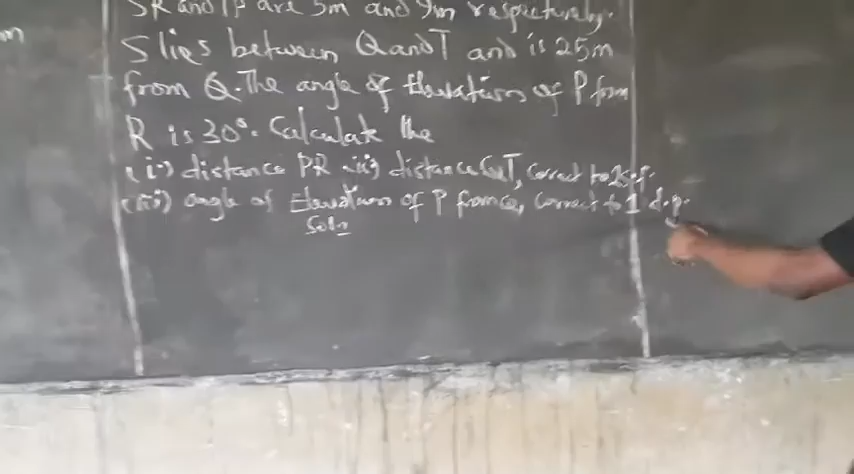 m
SR and TP are 5m and 9m respectively.
S lies between Q and T and is 25m
from Q. The angle of Elevation of P from
R is 30°. Calculate the
(i) distance PR (ii) distance QT, correct to 2s.f.
(iii) angle of Elevation of P from Q, correct to 1 d.p.
Soln